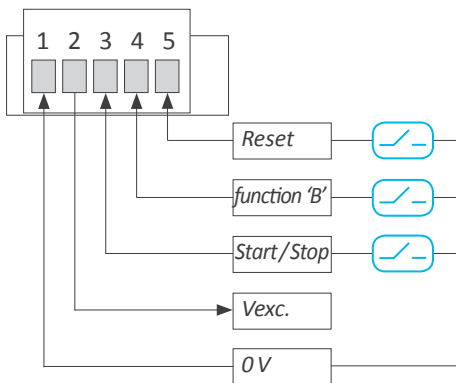 1 2 3 4 5
Reset
function ‘B’
Start/Stop
Vexc.
0 V